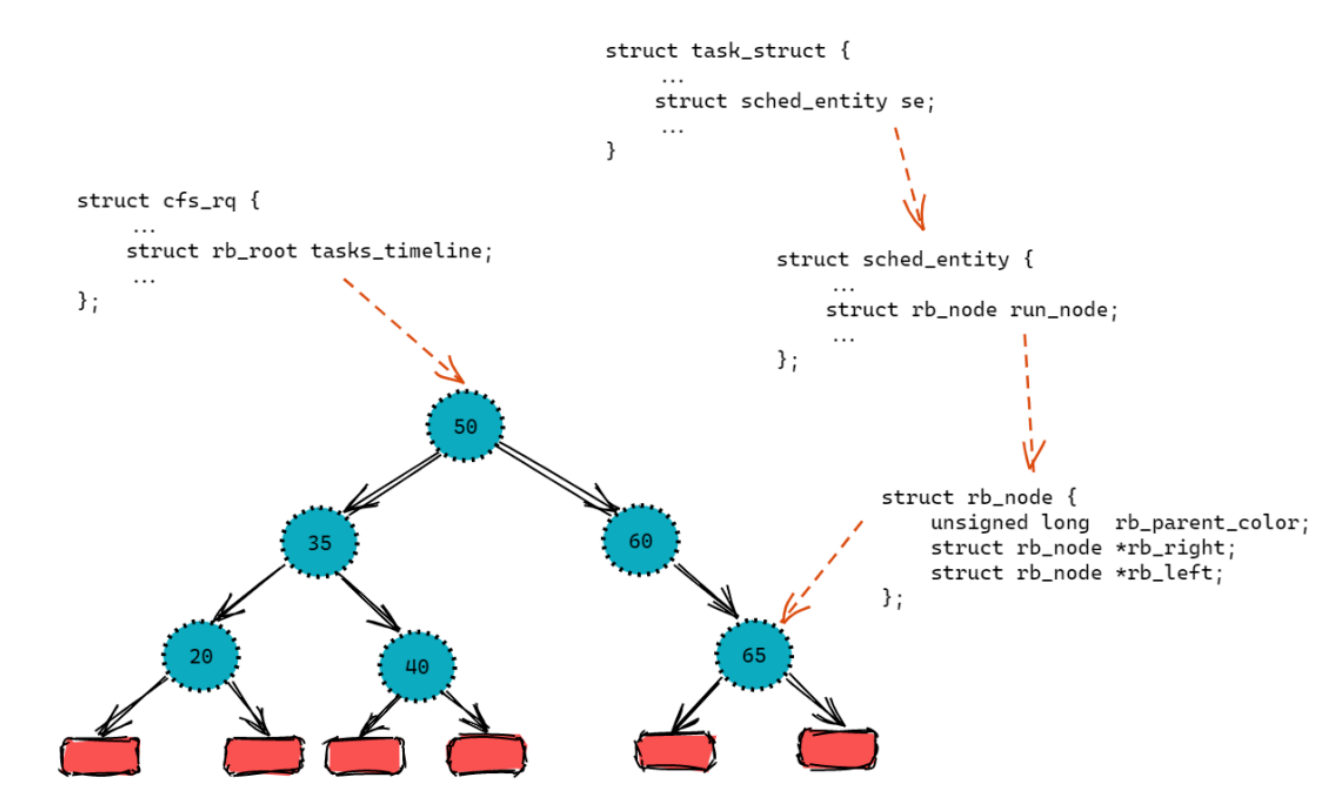 struct task_struct {
...
struct sched_entity se;
...
}
struct cfs_rq {
...
struct rb_root tasks_timeline;
...
};
struct sched_entity {
...
struct rb_node run_node;
...
};
50
35
60
struct rb_node {
unsigned long  rb_parent_color;
struct rb_node *rb_right;
struct rb_node *rb_left;
};
20
40
65